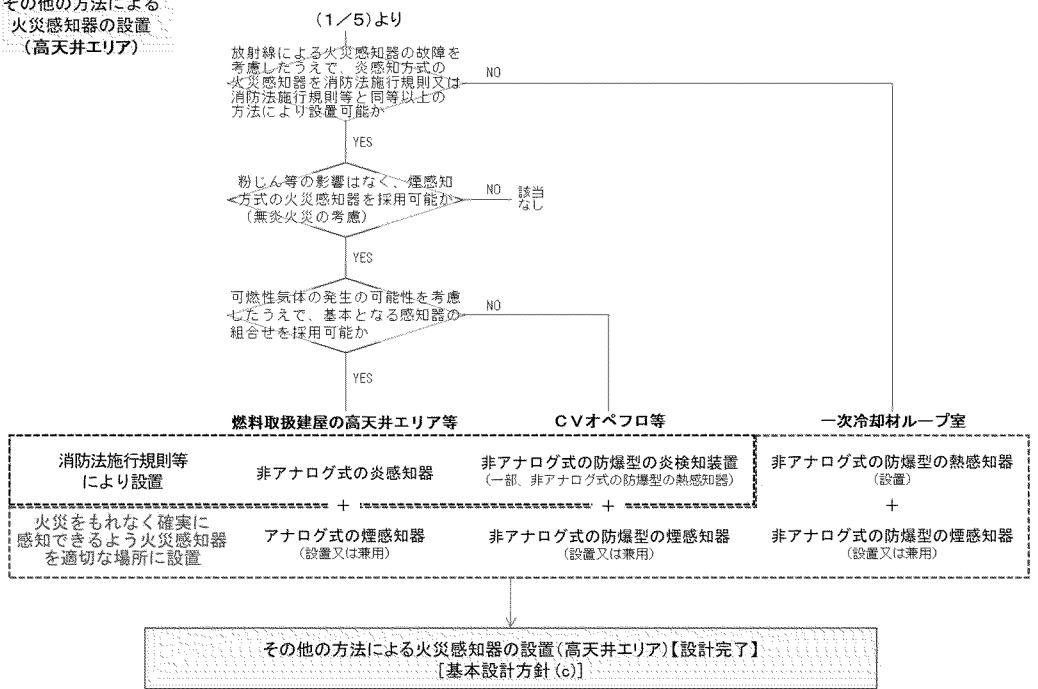 その他の方法による
火災感知器の設置
(高天井エリア)
(1/5)より
放射線による火災感知器の故障を
考慮したうえで、炎感知方式の
火災感知器を消防法施行規則又は
消防法施行規則等と同等以上の
方法により設置可能か
NO
YES
粉じん等の影響はなく、煙感知
方式の火災感知器を採用可能か
(無炎火災の考慮)
NO
該当
なし
YES
可燃性気体の発生の可能性を考慮
したうえで、基本となる感知器の
組合せを採用可能か
NO
YES
燃料取扱建屋の高天井エリア等
CVオペフロ等
一次冷却材ループ室
消防法施行規則等
により設置
非アナログ式の炎感知器
非アナログ式の防爆型の炎検知装置
(一部、非アナログ式の防爆型の熱感知器)
非アナログ式の防爆型の熱感知器
(設置)
+
+
+
火災をもれなく確実に
感知できるよう火災感知器
を適切な場所に設置
アナログ式の煙感知器
(設置又は兼用)
非アナログ式の防爆型の煙感知器
(設置又は兼用)
非アナログ式の防爆型の煙感知器
(設置又は兼用)
その他の方法による火災感知器の設置(高天井エリア)【設計完了】
[基本設計方針(c)]